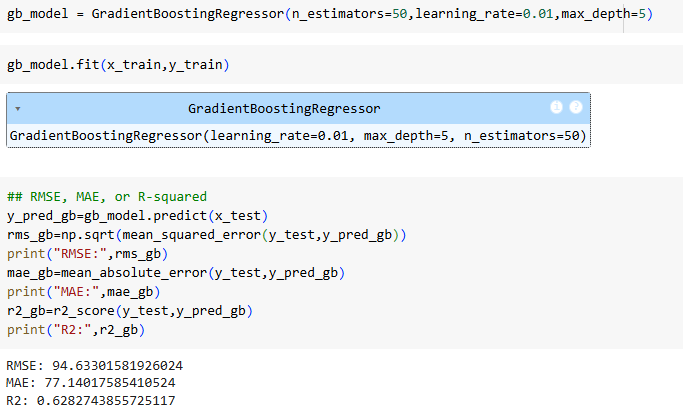 gb_model = GradientBoostingRegressor(n_estimators=50,learning_rate=0.01,max_depth=5)
gb_model.fit(x_train,y_train)
GradientBoostingRegressor
GradientBoostingRegressor(learning_rate=0.01, max_depth=5, n_estimators=50)
## RMSE, MAE, or R-squared
y_pred_gb=gb_model.predict(x_test)
rms_gb=np.sqrt(mean_squared_error(y_test,y_pred_gb))
print("RMSE:",rms_gb)
mae_gb=mean_absolute_error(y_test,y_pred_gb)
print("MAE:",mae_gb)
r2_gb=r2_score(y_test,y_pred_gb)
print("R2:",r2_gb)
RMSE: 94.63301581926024
MAE: 77.14017585410524
R2: 0.6282743855725117